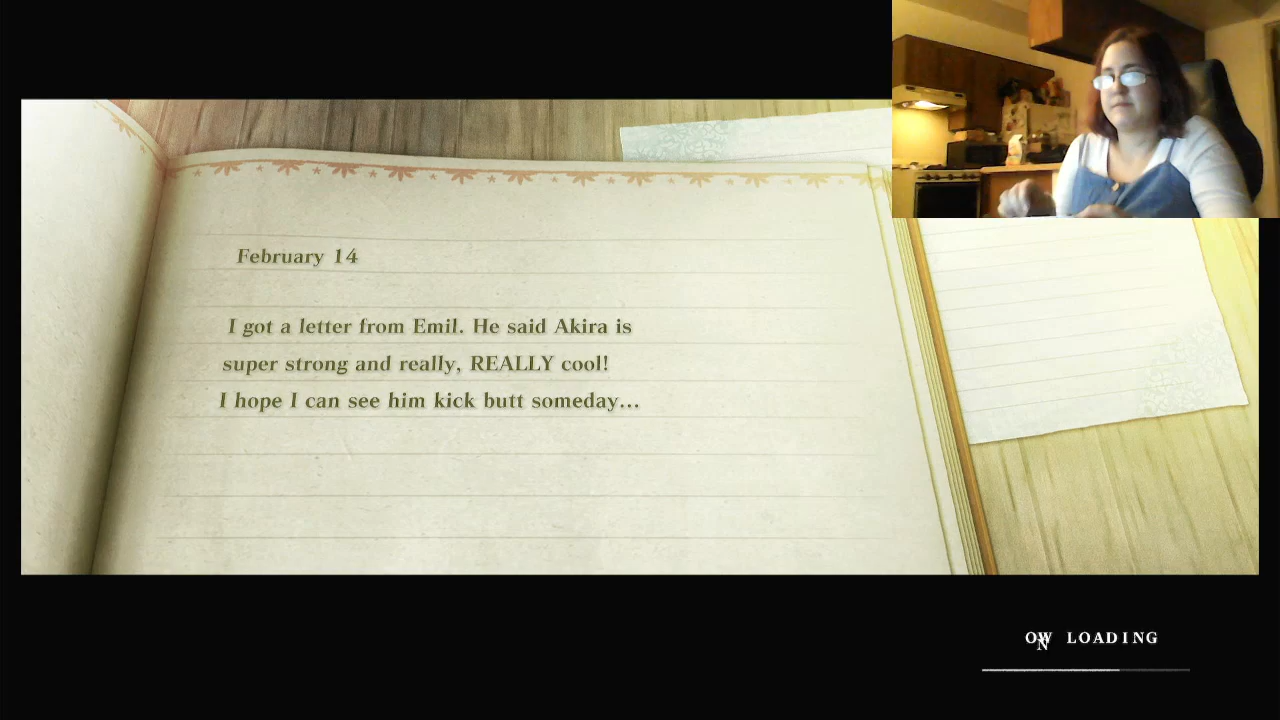 February 14
I got a letter from Emil. He said Akira is
super strong and really, REALLY cool!
I hope I can see him kick butt someday...
LOADING